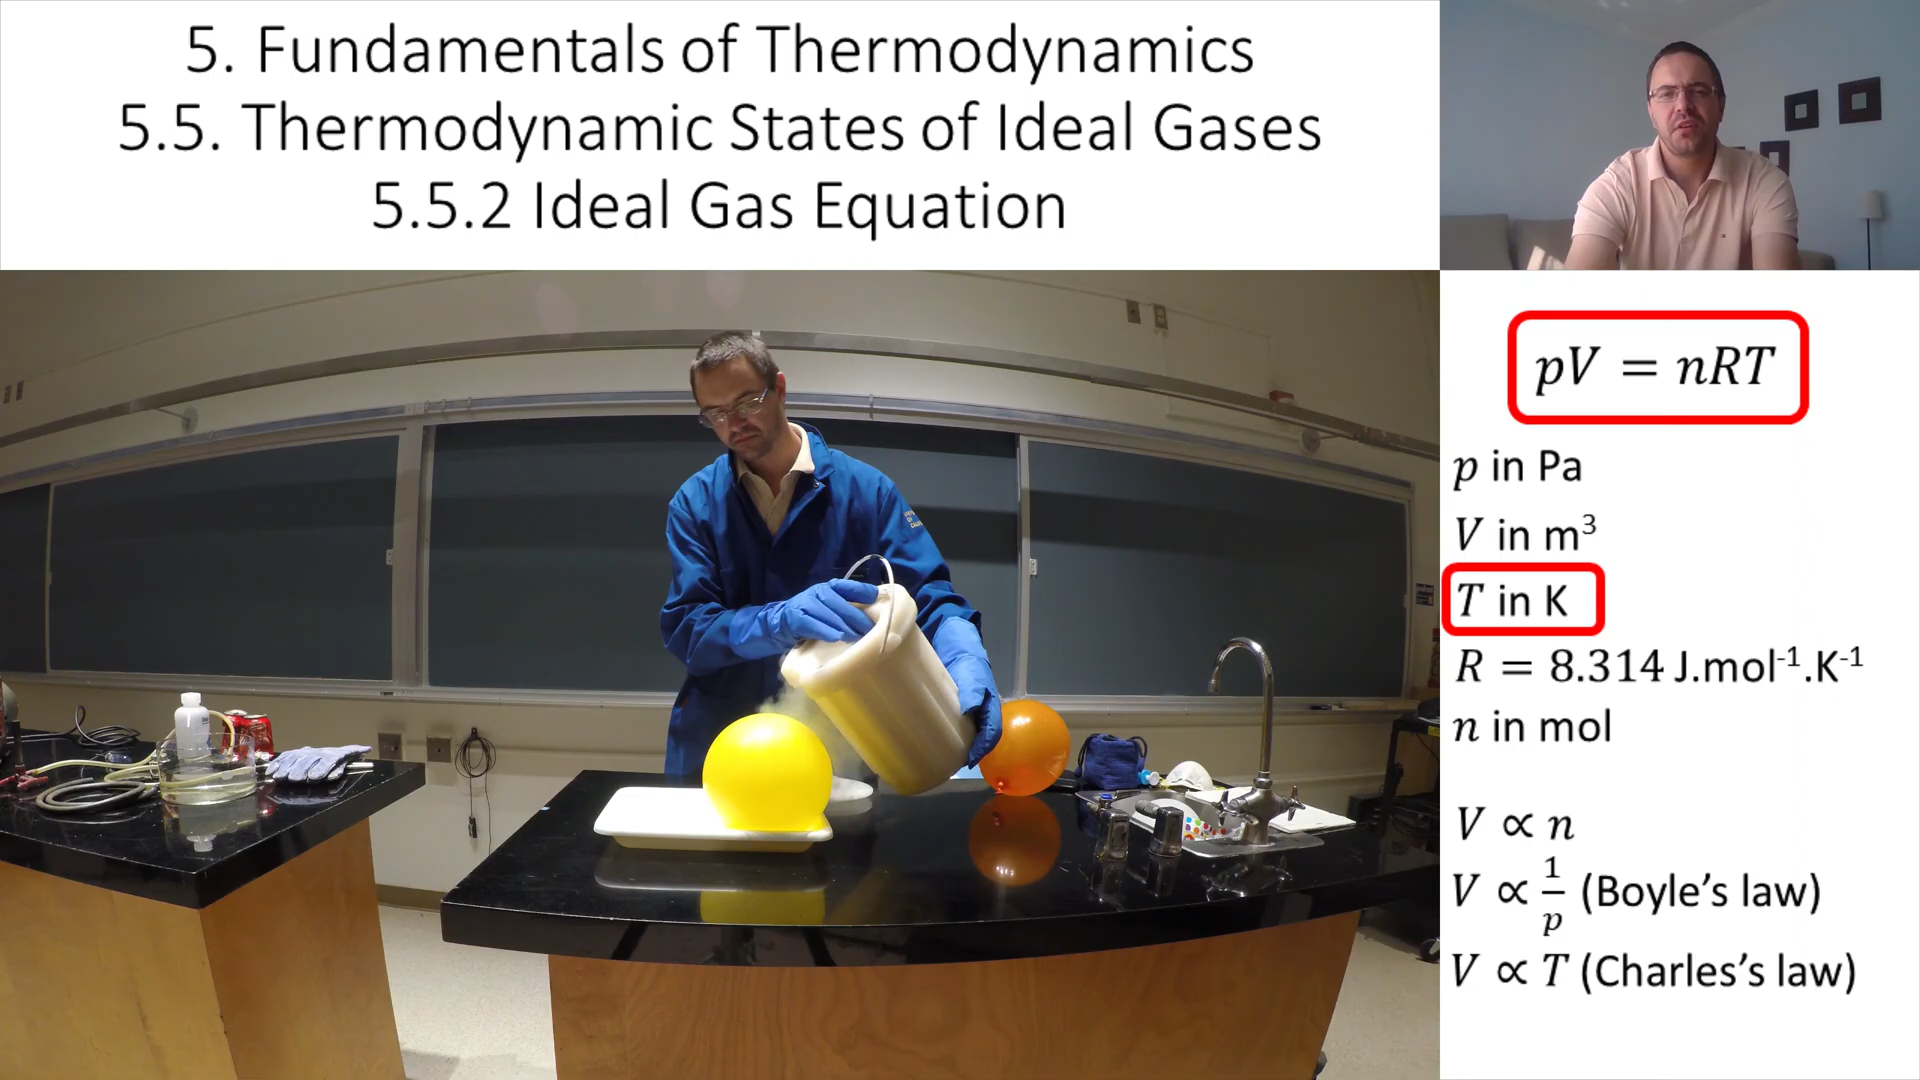 5. Fundamentals of Thermodynamics
5.5. Thermodynamic States of Ideal Gases
5.5.2 Ideal Gas Equation
pV = nRT
p in Pa
V in m³
T in K
R = 8.314 J.mol⁻¹.K⁻¹
n in mol
V ∝ n
V ∝ 1/p (Boyle's law)
V ∝ T (Charles's law)